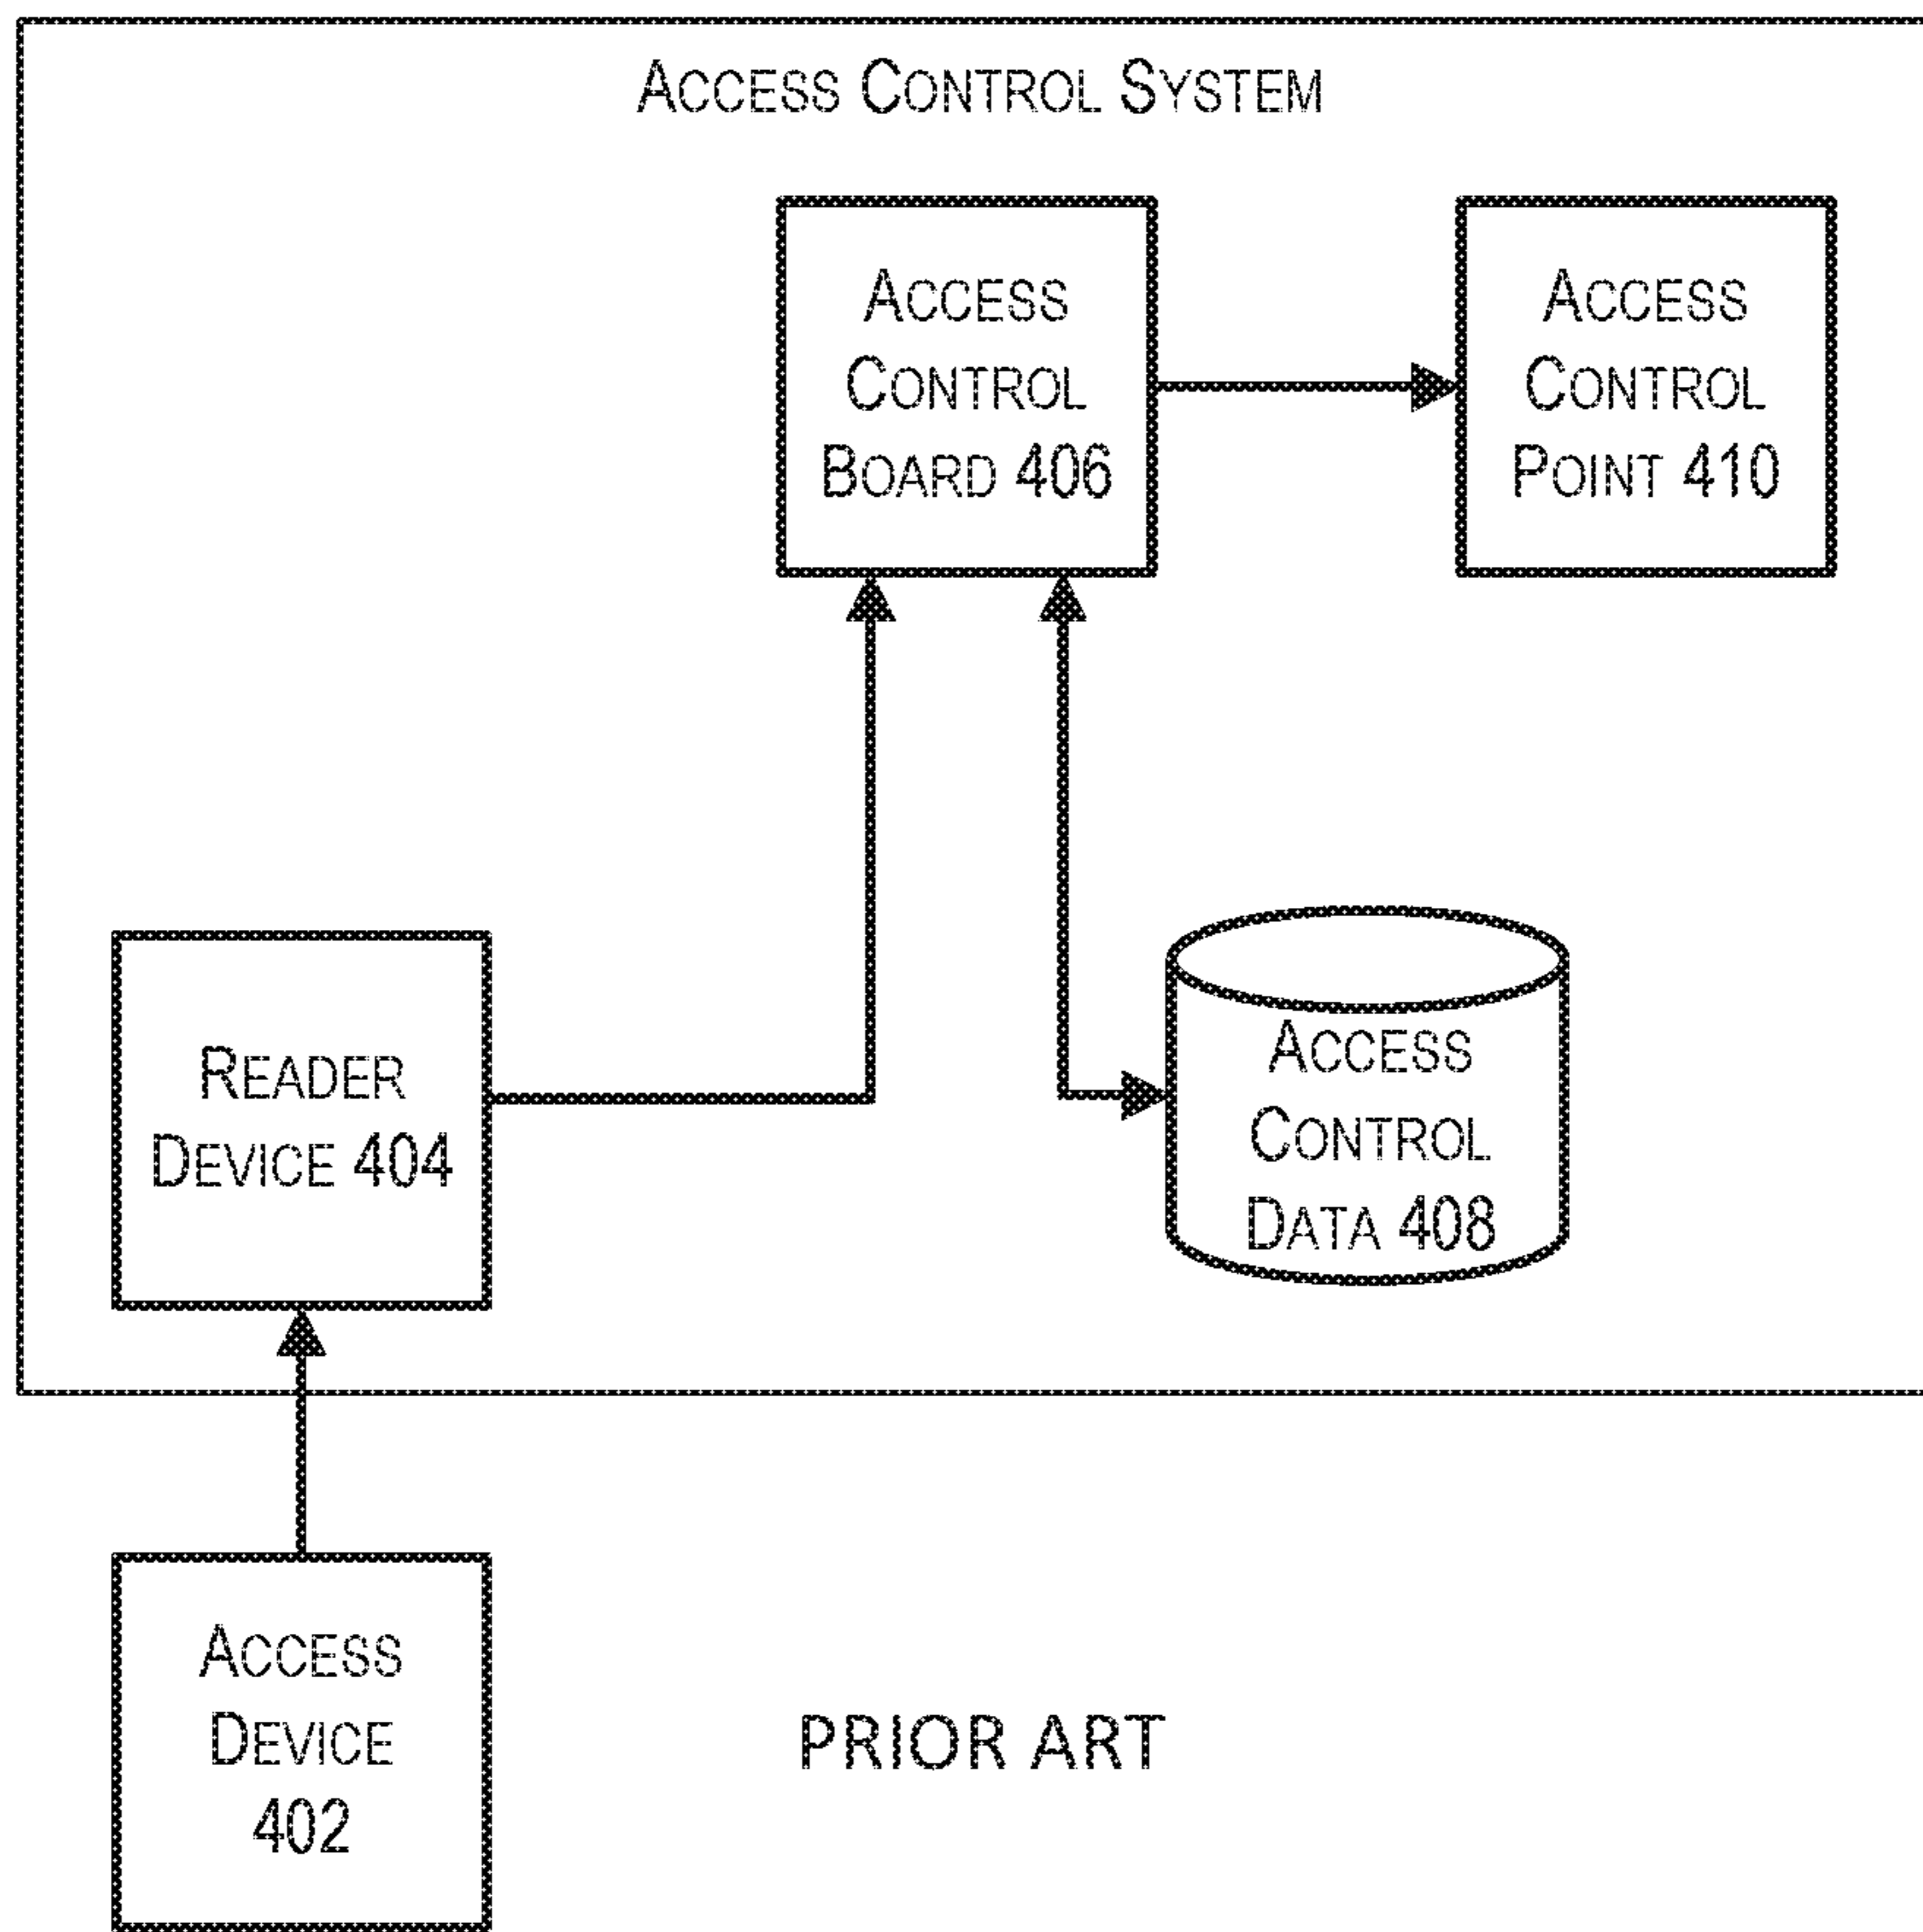 Access Control System
Access
Control
Board 406
Access
Control
Point 410
Reader
Device 404
Access
Control
Data 408
Access
Device
402
PRIOR ART